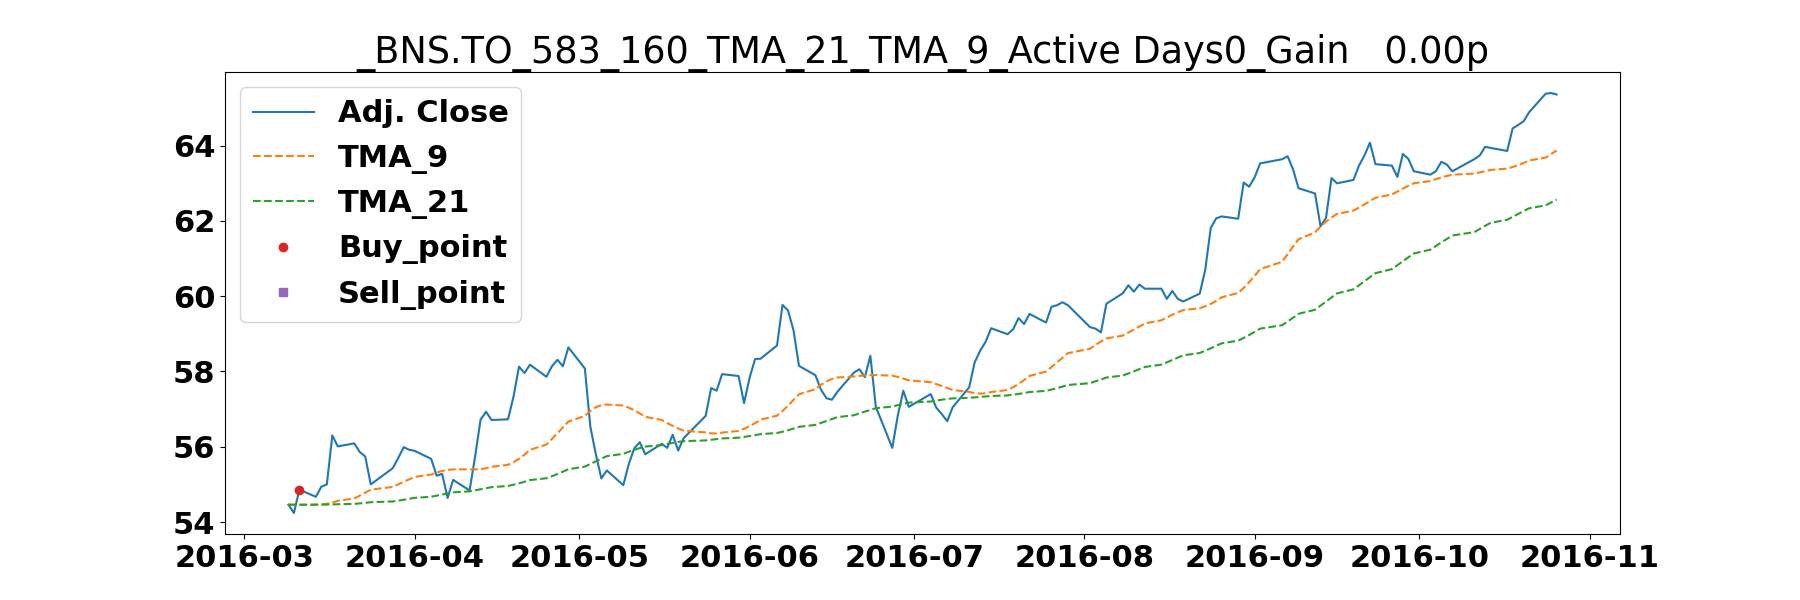 _BNS.TO_583_160_TMA_21_TMA_9_Active Days0_Gain   0.00p
Adj. Close
TMA_9
TMA_21
Buy_point
Sell_point
64
62
60
58
56
54
2016-03 2016-04 2016-05 2016-06 2016-07 2016-08 2016-09 2016-10 2016-11